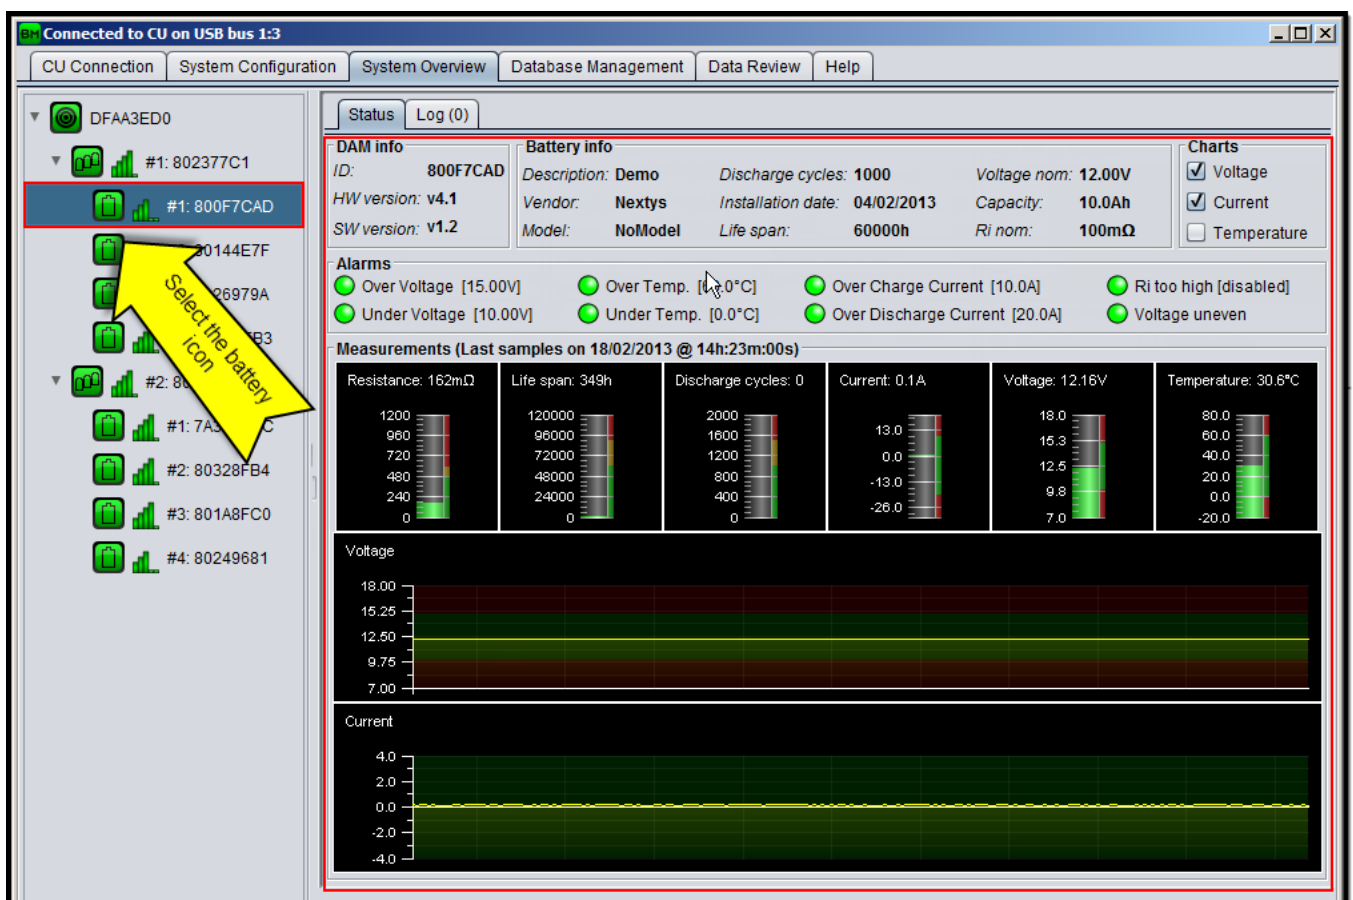 BM Connected to CU on USB bus 1:3
CU Connection System Configuration System Overview Database Management Data Review Help
DFAA3ED0
#1: 802377C1
#1: 800F7CAD
0144E7F
26979A
B3
#2: 80
#1: 7A
#2: 80328FB4
#3: 801A8FC0
#4: 80249681
Select the battery
icon
Status Log (0)
DAM info
ID: 800F7CAD
HW version: v4.1
SW version: v1.2
Battery info
Description: Demo Discharge cycles: 1000 Voltage nom: 12.00V
Vendor: Nextys Installation date: 04/02/2013 Capacity: 10.0Ah
Model: NoModel Life span: 60000h Ri nom: 100mΩ
Charts
Voltage
Current
Temperature
Alarms
Over Voltage [15.00V] Over Temp. .0°C] Over Charge Current [10.0A] Ri too high [disabled]
Under Voltage [10.00V] Under Temp. [0.0°C] Over Discharge Current [20.0A] Voltage uneven
Measurements (Last samples on 18/02/2013 @ 14h:23m:00s)
Resistance: 162mΩ
1200
960
720
480
240
0
Life span: 349h
120000
96000
72000
48000
24000
0
Discharge cycles: 0
2000
1600
1200
800
400
0
Current: 0.1A
13.0
0.0
-13.0
-26.0
Voltage: 12.16V
18.0
15.3
12.5
9.8
7.0
Temperature: 30.6°C
80.0
60.0
40.0
20.0
0.0
-20.0
Voltage
18.00
15.25
12.50
9.75
7.00
Current
4.0
2.0
0.0
-2.0
-4.0